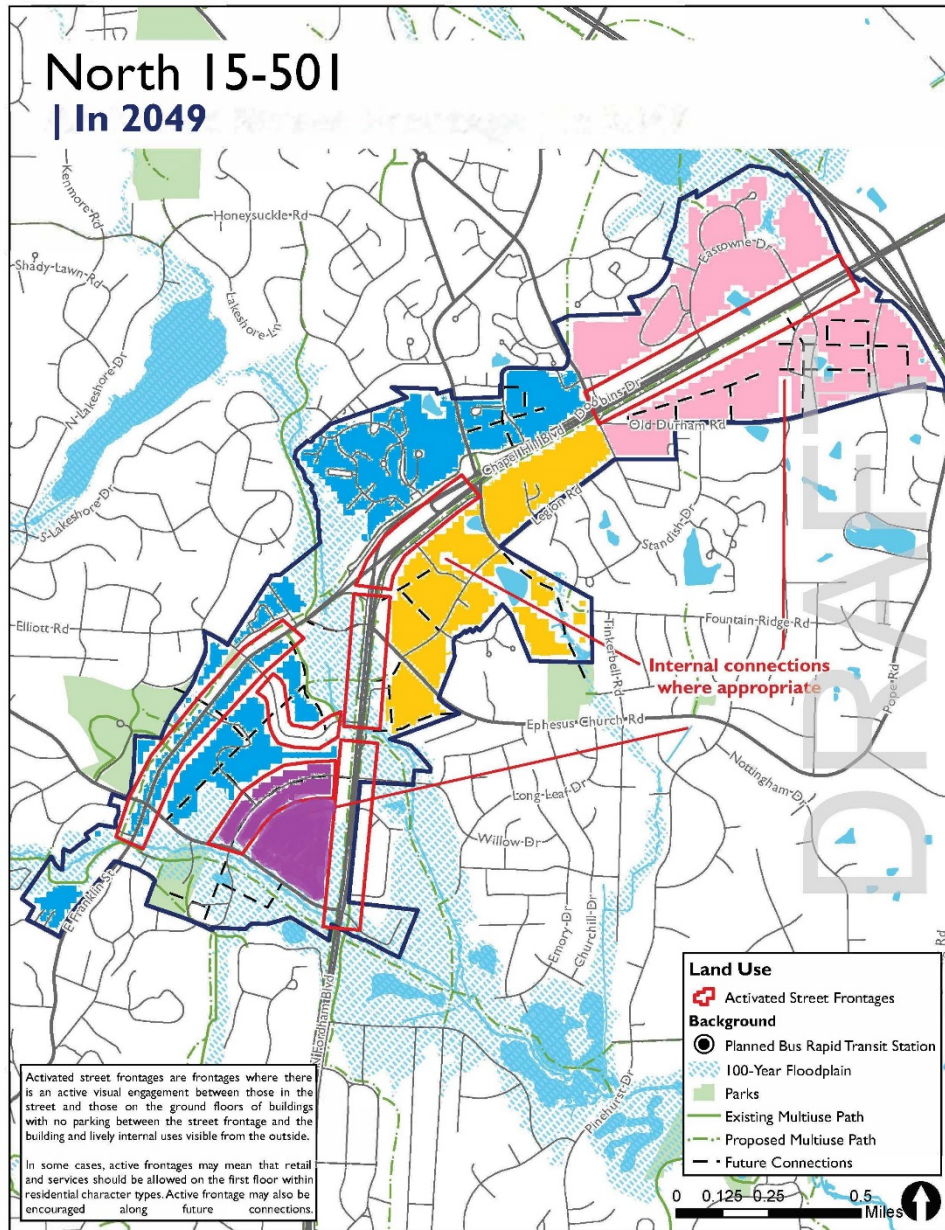 North 15-501
| In 2049
Kenmore Rd
Honeysuckle Rd
Shady Lawn Rd
Lakeshore Ln
N Lakeshore Dr
S Lakeshore Dr
Eastowne Dr
Dobbins Dr
Old Durham Rd
Chapel Hill Blvd
Legion Rd
Standish Dr
Elliott Rd
Fountain Ridge Rd
Tinkerbell Rd
Internal connections
where appropriate
Pope Rd
Ephesus Church Rd
Nottingham Dr
Long Leaf Dr
Willow Dr
E Franklin St
Emory Dr
Churchill Dr
N Fordham Blvd
Pinehurst Dr
Rd
DRAFT
Land Use
Activated Street Frontages
Background
Planned Bus Rapid Transit Station
100-Year Floodplain
Parks
Existing Multiuse Path
Proposed Multiuse Path
Future Connections
0 0.125 0.25 0.5
Miles
Activated street frontages are frontages where there
is an active visual engagement between those in the
street and those on the ground floors of buildings
with no parking between the street frontage and the
building and lively internal uses visible from the outside.
In some cases, active frontages may mean that retail
and services should be allowed on the first floor within
residential character types. Active frontage may also be
encouraged along future connections.